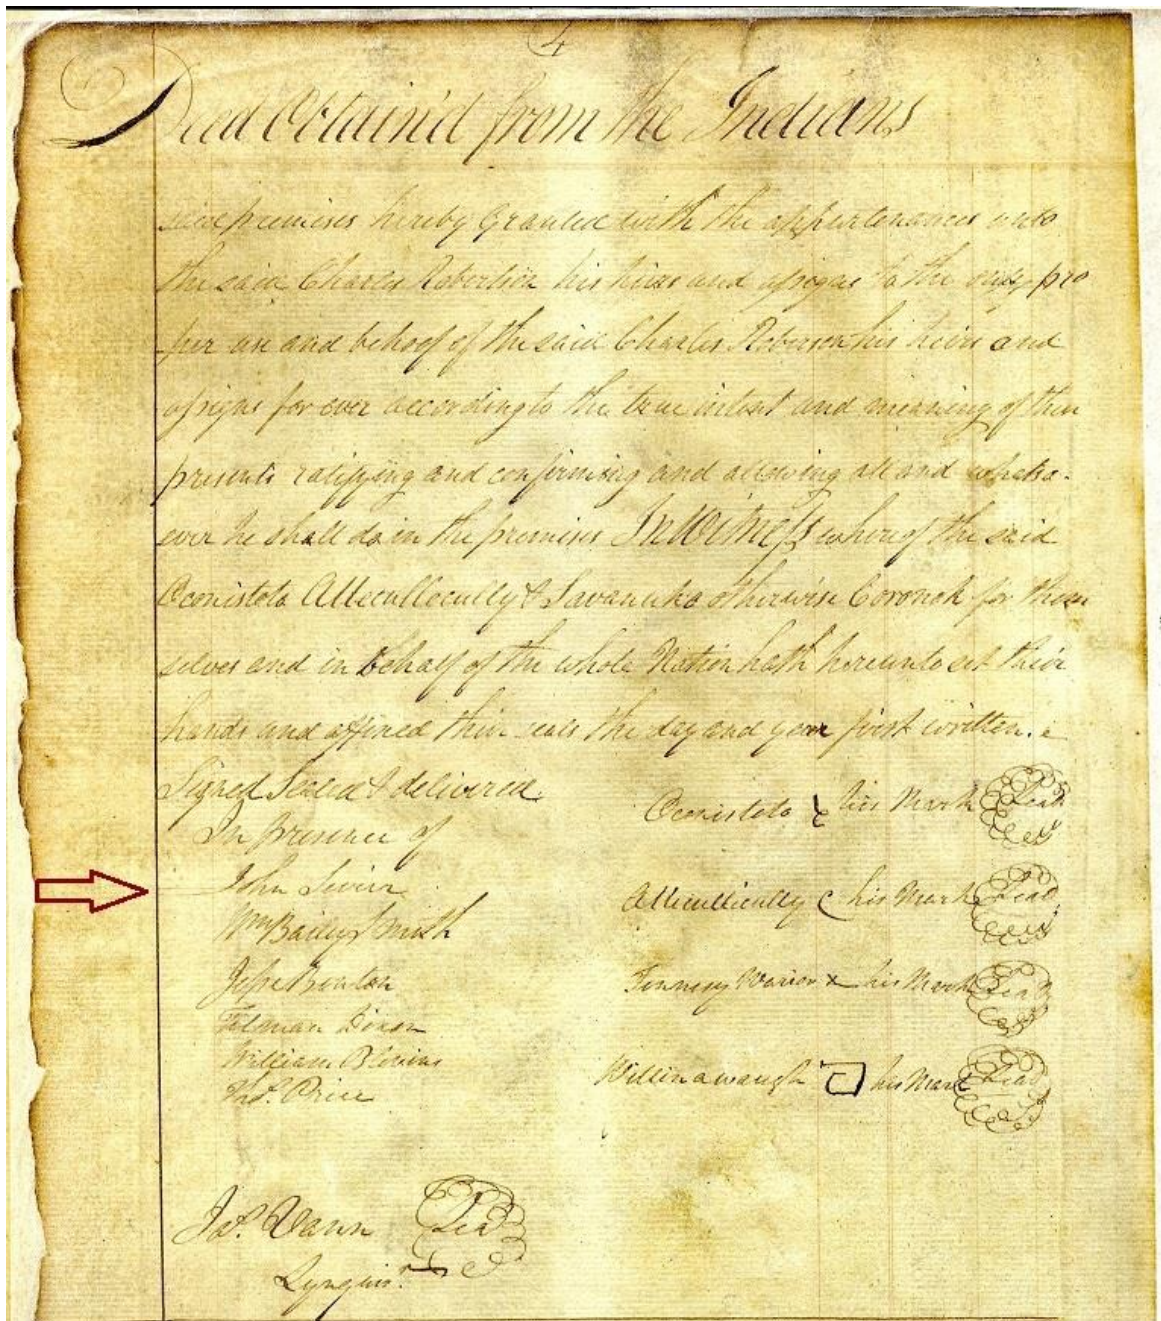 4
Deed Obtain'd from the Indians
said premises hereby Granted with the appurtenances unto
the said Charles Robertson his heirs and assigns to the only pro
per use and behoof of the said Charles Roberson his heirs and
assigns for ever according to the true intent and meaning of these
presents ratifying and confirming and allowing all and whatso-
ever he shall do in the premises In Witness whereof the said
Oconistoto Attecullecully & Savanuka otherwise Coronoh for them
selves and in behalf of the whole Nation hath hereunto set their
hands and affixed their seals the day and year first written.
Signed Sealed & delivered
In presence of
Oconistoto his Mark Seal
John Sevier
Attecullecully C his Mark Seal
Wm Bailey Smith
Jesse Benton
Tennesy Warior x his Mark Seal
Tilman Dixon
William Blevins
Thos. Price
Willinawaugh his Mark Seal
Jos. Vann Seal
Lynguisr.